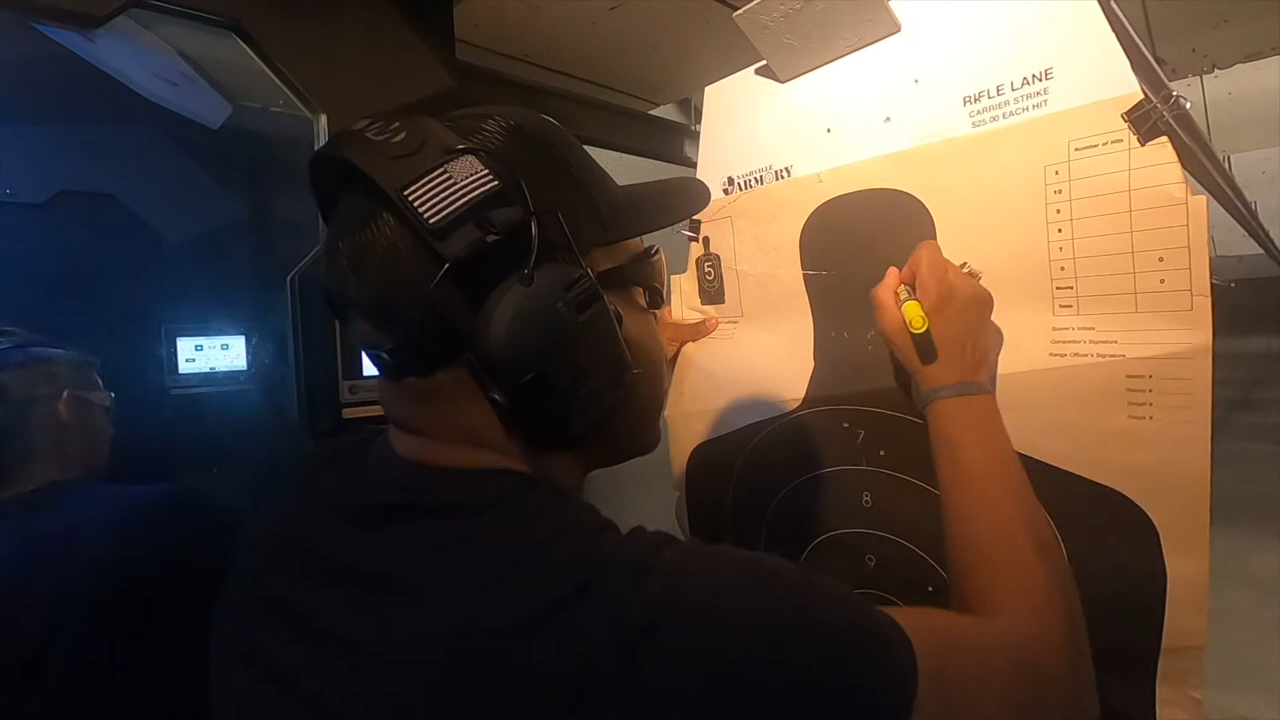 RIFLE LANE
CARRIER STRIKE
$25.00 EACH HIT
NASHVILLE
ARMORY
Number of Hits
X
10
9
8
7
0 0
Missing 0
Totals
5
Scorer's Initials
Competitor's Signature
Range Officer's Signature
7
8
9